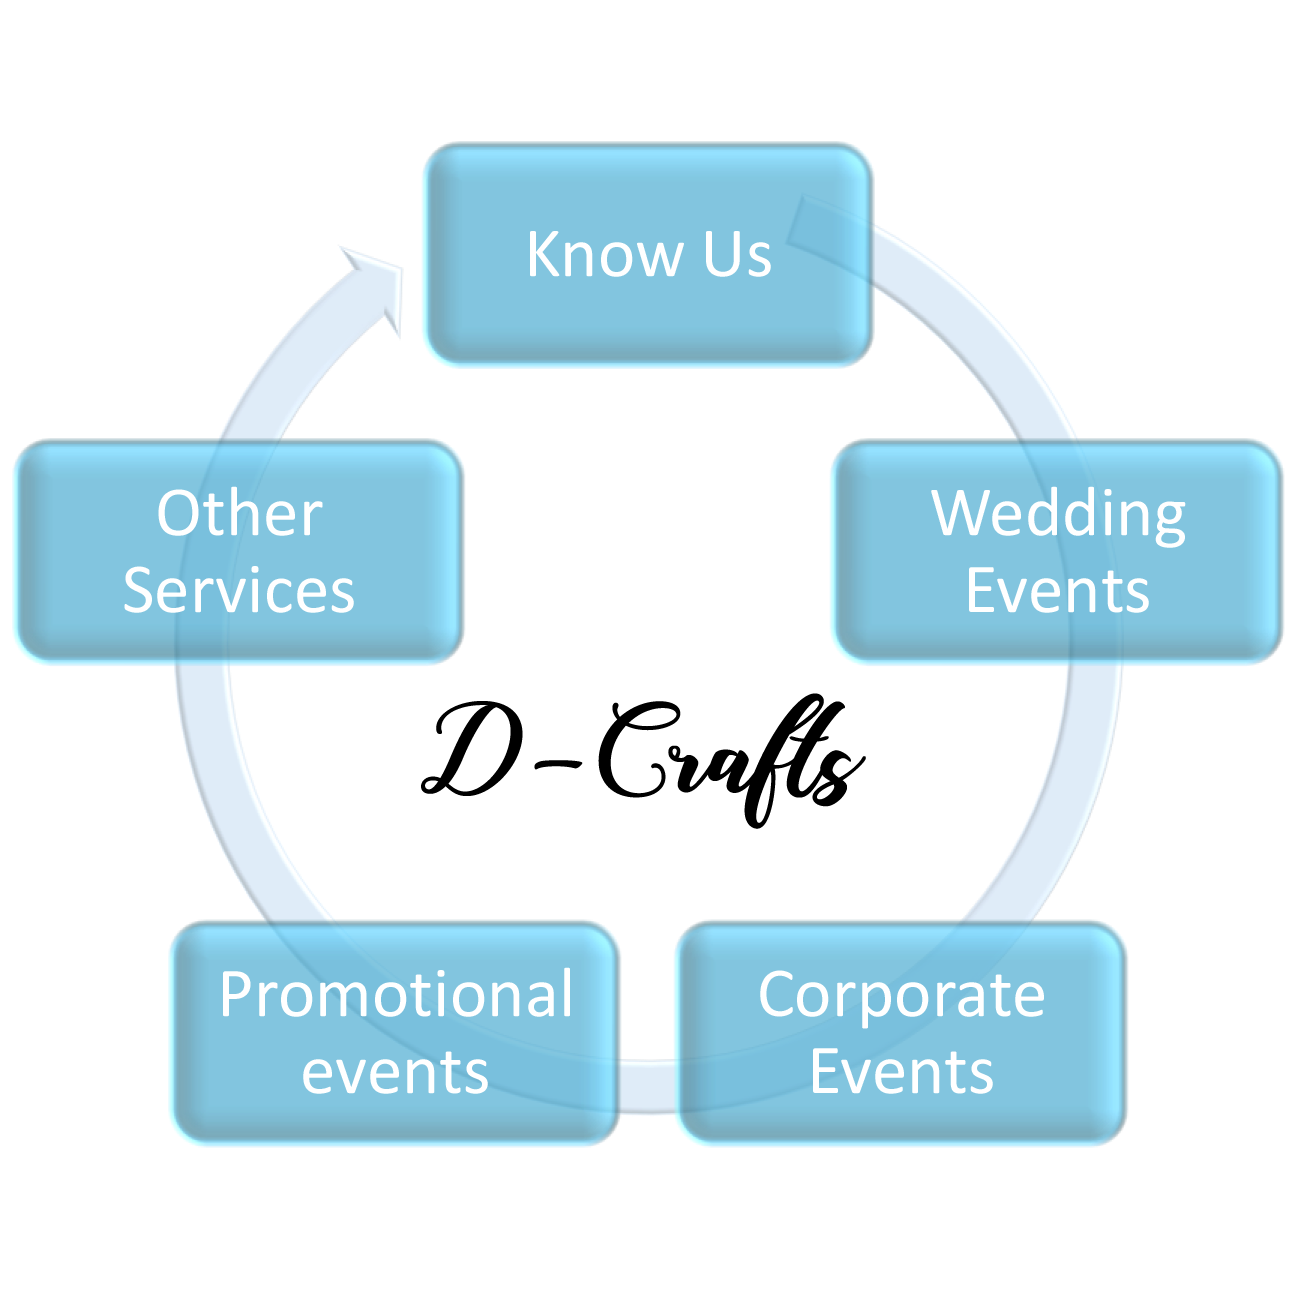 Know Us
Wedding
Events
Corporate
Events
Promotional
events
Other
Services
D-Crafts